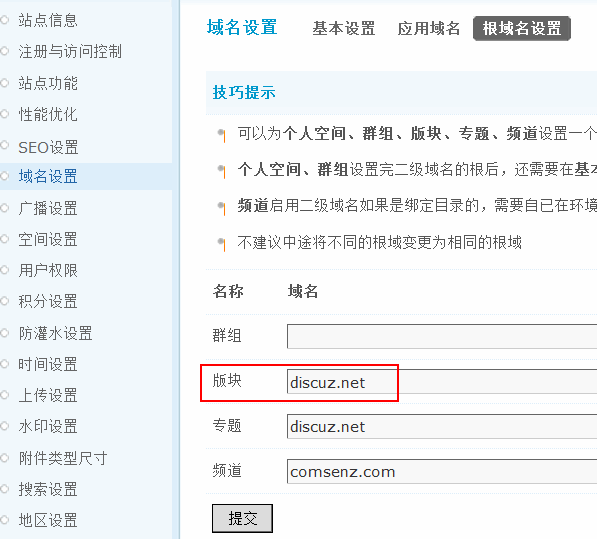 站点信息
注册与访问控制
站点功能
性能优化
SEO设置
域名设置
广播设置
空间设置
用户权限
积分设置
防灌水设置
时间设置
上传设置
水印设置
附件类型尺寸
搜索设置
地区设置
域名设置 基本设置 应用域名 根域名设置
技巧提示
可以为个人空间、群组、版块、专题、频道设置一个
个人空间、群组设置完二级域名的根后，还需要在基本
频道启用二级域名如果是绑定目录的，需要自已在环境
不建议中途将不同的根域变更为相同的根域
名称 域名
群组
版块 discuz.net
专题 discuz.net
频道 comsenz.com
提交